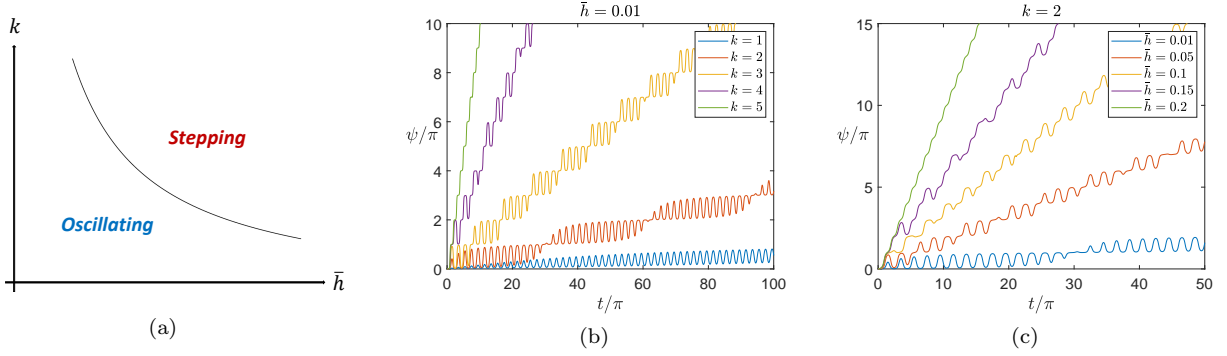 k
Stepping
Oscillating
h̄
(a)
h̄ = 0.01
10
8
6
ψ/π
4
2
0
0 20 40 60 80 100
t/π
k = 1
k = 2
k = 3
k = 4
k = 5
(b)
k = 2
15
10
ψ/π
5
0
0 10 20 30 40 50
t/π
h̄ = 0.01
h̄ = 0.05
h̄ = 0.1
h̄ = 0.15
h̄ = 0.2
(c)